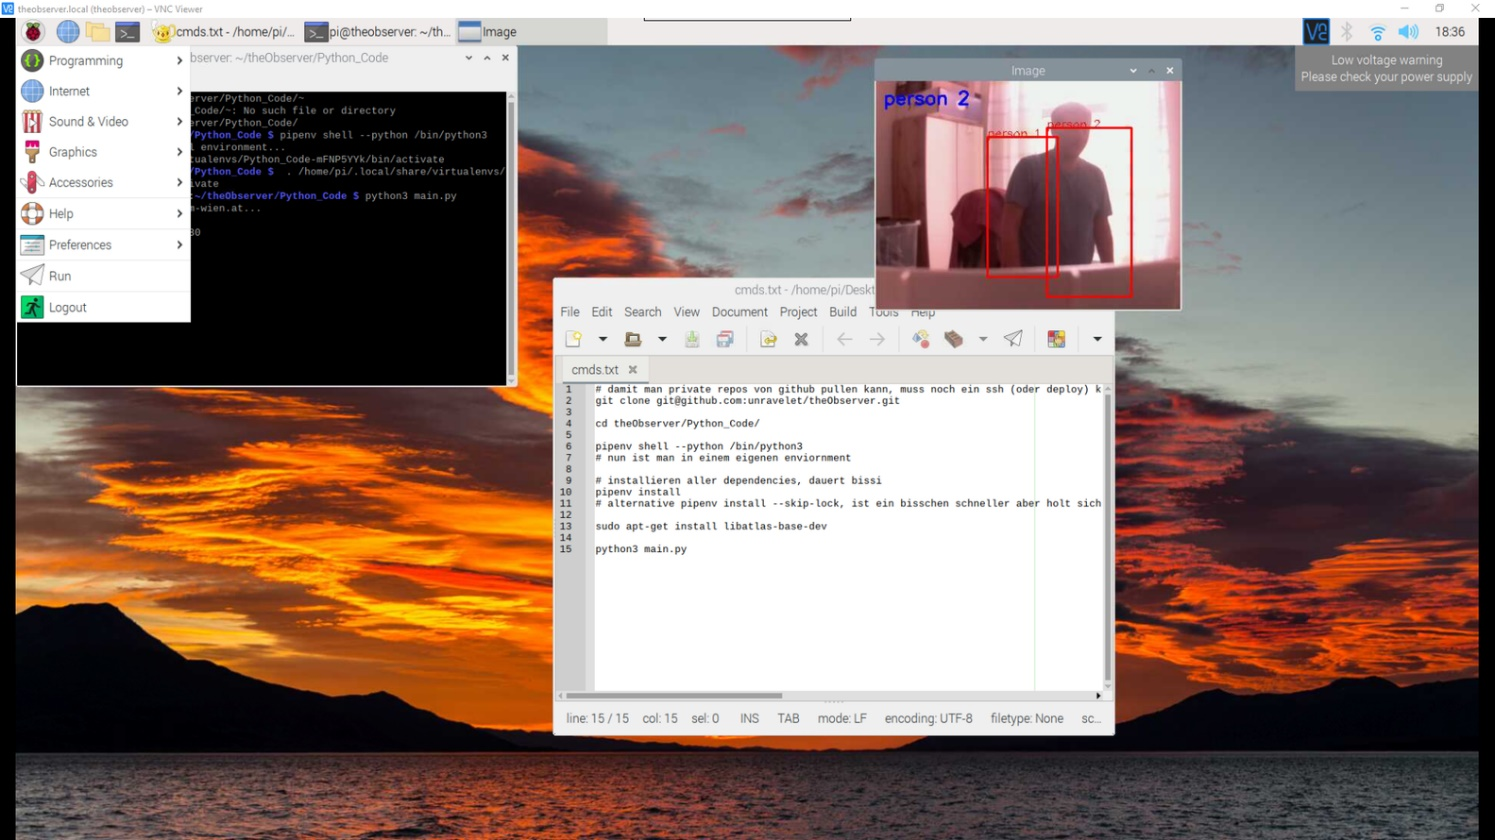 theobserver.local (theobserver) – VNC Viewer
cmds.txt - /home/pi/...
pi@theobserver: ~/th...
Image
18:36
Low voltage warning
Please check your power supply
Programming
Internet
Sound & Video
Graphics
Accessories
Help
Preferences
Run
Logout
bserver: ~/theObserver/Python_Code
erver/Python_Code/~
_Code/~: No such file or directory
erver/Python_Code/
/Python_Code $ pipenv shell --python /bin/python3
l environment...
tualenvs/Python_Code-mFNP5YYk/bin/activate
/Python_Code $  . /home/pi/.local/share/virtualenvs/
ivate
:~/theObserver/Python_Code $ python3 main.py
m-wien.at...
30
Image
person 2
person 1
person 2
cmds.txt - /home/pi/Deskt
File Edit Search View Document Project Build Tools Help
cmds.txt
1 # damit man private repos von github pullen kann, muss noch ein ssh (oder deploy) k
2 git clone git@github.com:unravelet/theObserver.git
3
4 cd theObserver/Python_Code/
5
6 pipenv shell --python /bin/python3
7 # nun ist man in einem eigenen enviornment
8
9 # installieren aller dependencies, dauert bissi
10 pipenv install
11 # alternative pipenv install --skip-lock, ist ein bisschen schneller aber holt sich
12
13 sudo apt-get install libatlas-base-dev
14
15 python3 main.py
line: 15 / 15 col: 15 sel: 0 INS TAB mode: LF encoding: UTF-8 filetype: None sc...